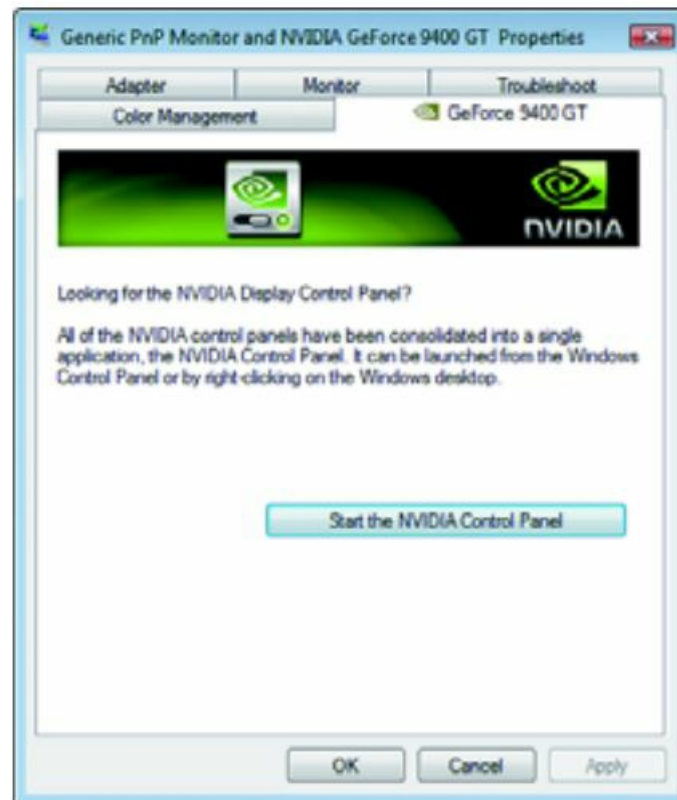 Generic PnP Monitor and NVIDIA GeForce 9400 GT Properties
Adapter
Monitor
Troubleshoot
Color Management
GeForce 9400 GT
NVIDIA
Looking for the NVIDIA Display Control Panel?
All of the NVIDIA control panels have been consolidated into a single
application, the NVIDIA Control Panel. It can be launched from the Windows
Control Panel or by right-clicking on the Windows desktop.
Start the NVIDIA Control Panel
OK
Cancel
Apply